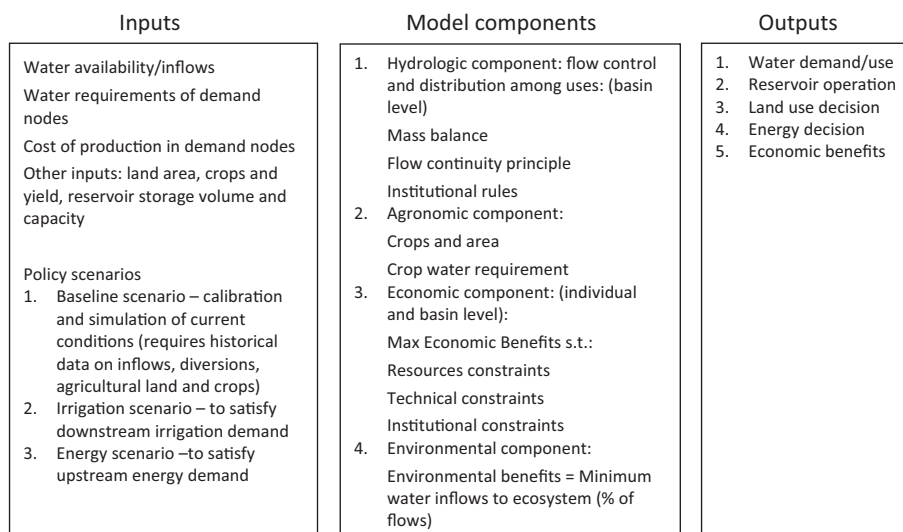 Inputs
Water availability/inflows
Water requirements of demand
nodes
Cost of production in demand nodes
Other inputs: land area, crops and
yield, reservoir storage volume and
capacity
Policy scenarios
1. Baseline scenario – calibration
and simulation of current
conditions (requires historical
data on inflows, diversions,
agricultural land and crops)
2. Irrigation scenario – to satisfy
downstream irrigation demand
3. Energy scenario –to satisfy
upstream energy demand
Model components
1. Hydrologic component: flow control
and distribution among uses: (basin
level)
Mass balance
Flow continuity principle
Institutional rules
2. Agronomic component:
Crops and area
Crop water requirement
3. Economic component: (individual
and basin level):
Max Economic Benefits s.t.:
Resources constraints
Technical constraints
Institutional constraints
4. Environmental component:
Environmental benefits = Minimum
water inflows to ecosystem (% of
flows)
Outputs
1. Water demand/use
2. Reservoir operation
3. Land use decision
4. Energy decision
5. Economic benefits